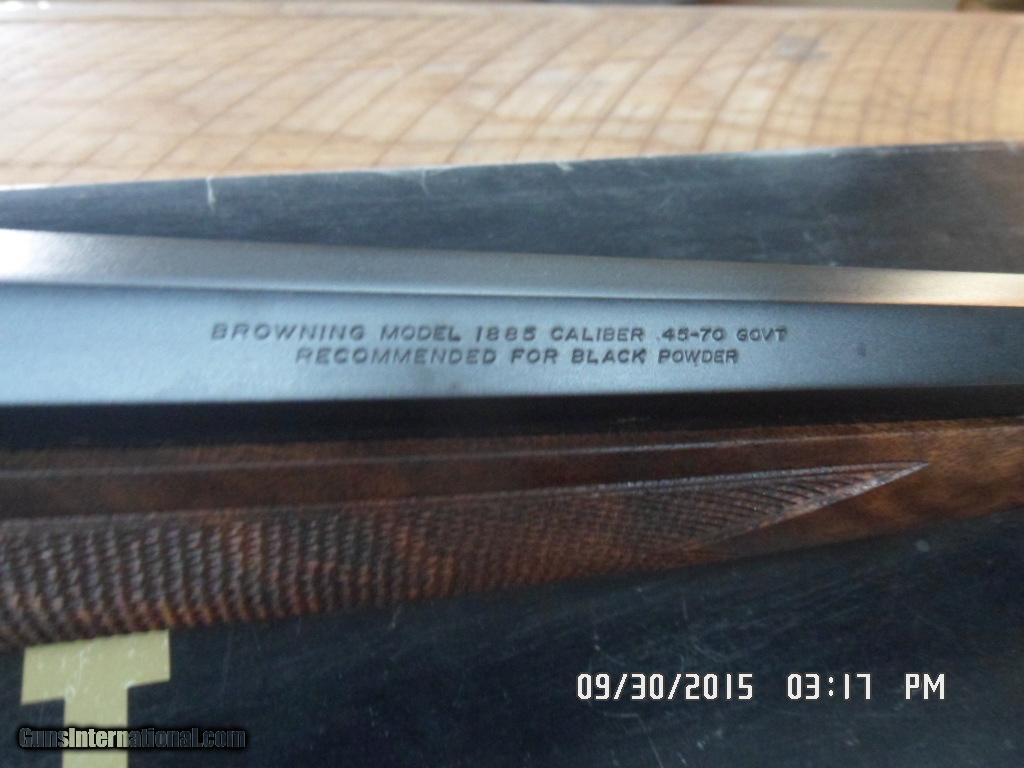 BROWNING MODEL 1885 CALIBER .45-70 GOVT
RECOMMENDED FOR BLACK POWDER
T
09/30/2015 03:17 PM
GunsInternational.com